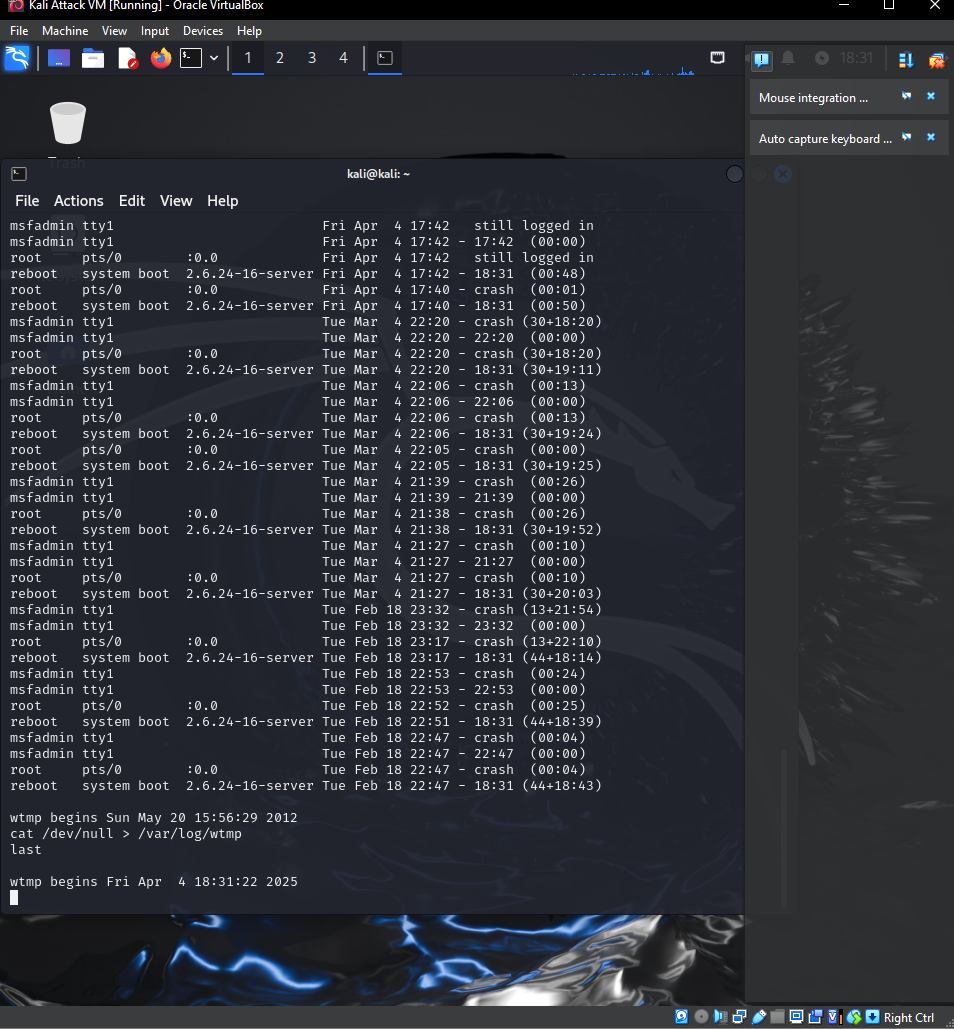 Kali Attack VM [Running] - Oracle VirtualBox
File Machine View Input Devices Help
1 2 3 4
18:31
Mouse integration ...
Auto capture keyboard ...
Trash
kali@kali: ~
File Actions Edit View Help
msfadmin tty1                          Fri Apr  4 17:42   still logged in
msfadmin tty1                          Fri Apr  4 17:42 - 17:42  (00:00)
root     pts/0        :0.0             Fri Apr  4 17:42   still logged in
reboot   system boot  2.6.24-16-server Fri Apr  4 17:42 - 18:31  (00:48)
root     pts/0        :0.0             Fri Apr  4 17:40 - crash  (00:01)
reboot   system boot  2.6.24-16-server Fri Apr  4 17:40 - 18:31  (00:50)
msfadmin tty1                          Tue Mar  4 22:20 - crash (30+18:20)
msfadmin tty1                          Tue Mar  4 22:20 - 22:20  (00:00)
root     pts/0        :0.0             Tue Mar  4 22:20 - crash (30+18:20)
reboot   system boot  2.6.24-16-server Tue Mar  4 22:20 - 18:31 (30+19:11)
msfadmin tty1                          Tue Mar  4 22:06 - crash  (00:13)
msfadmin tty1                          Tue Mar  4 22:06 - 22:06  (00:00)
root     pts/0        :0.0             Tue Mar  4 22:06 - crash  (00:13)
reboot   system boot  2.6.24-16-server Tue Mar  4 22:06 - 18:31 (30+19:24)
root     pts/0        :0.0             Tue Mar  4 22:05 - crash  (00:00)
reboot   system boot  2.6.24-16-server Tue Mar  4 22:05 - 18:31 (30+19:25)
msfadmin tty1                          Tue Mar  4 21:39 - crash  (00:26)
msfadmin tty1                          Tue Mar  4 21:39 - 21:39  (00:00)
root     pts/0        :0.0             Tue Mar  4 21:38 - crash  (00:26)
reboot   system boot  2.6.24-16-server Tue Mar  4 21:38 - 18:31 (30+19:52)
msfadmin tty1                          Tue Mar  4 21:27 - crash  (00:10)
msfadmin tty1                          Tue Mar  4 21:27 - 21:27  (00:00)
root     pts/0        :0.0             Tue Mar  4 21:27 - crash  (00:10)
reboot   system boot  2.6.24-16-server Tue Mar  4 21:27 - 18:31 (30+20:03)
msfadmin tty1                          Tue Feb 18 23:32 - crash (13+21:54)
msfadmin tty1                          Tue Feb 18 23:32 - 23:32  (00:00)
root     pts/0        :0.0             Tue Feb 18 23:17 - crash (13+22:10)
reboot   system boot  2.6.24-16-server Tue Feb 18 23:17 - 18:31 (44+18:14)
msfadmin tty1                          Tue Feb 18 22:53 - crash  (00:24)
msfadmin tty1                          Tue Feb 18 22:53 - 22:53  (00:00)
root     pts/0        :0.0             Tue Feb 18 22:52 - crash  (00:25)
reboot   system boot  2.6.24-16-server Tue Feb 18 22:51 - 18:31 (44+18:39)
msfadmin tty1                          Tue Feb 18 22:47 - crash  (00:04)
msfadmin tty1                          Tue Feb 18 22:47 - 22:47  (00:00)
root     pts/0        :0.0             Tue Feb 18 22:47 - crash  (00:04)
reboot   system boot  2.6.24-16-server Tue Feb 18 22:47 - 18:31 (44+18:43)
wtmp begins Sun May 20 15:56:29 2012
cat /dev/null > /var/log/wtmp
last
wtmp begins Fri Apr  4 18:31:22 2025
Right Ctrl